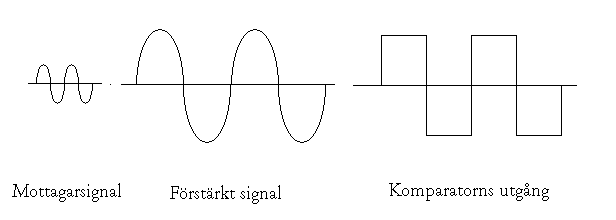 Mottagarsignal
Förstärkt signal
Komparatorns utgång